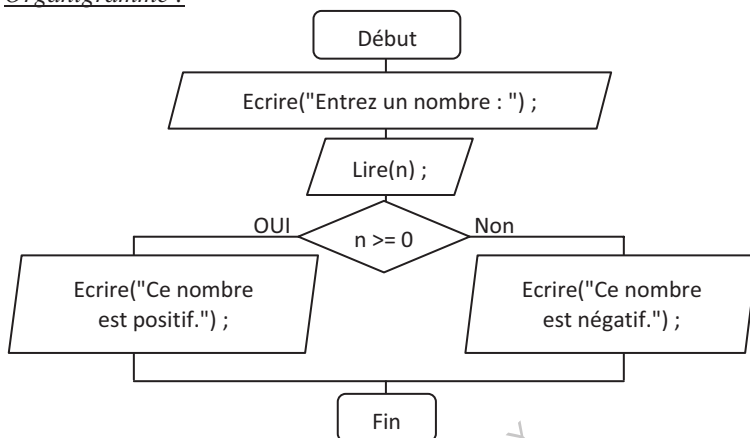 Organigramme :
Début
Ecrire("Entrez un nombre : ") ;
Lire(n) ;
OUI
n >= 0
Non
Ecrire("Ce nombre
est positif.") ;
Ecrire("Ce nombre
est négatif.") ;
Fin